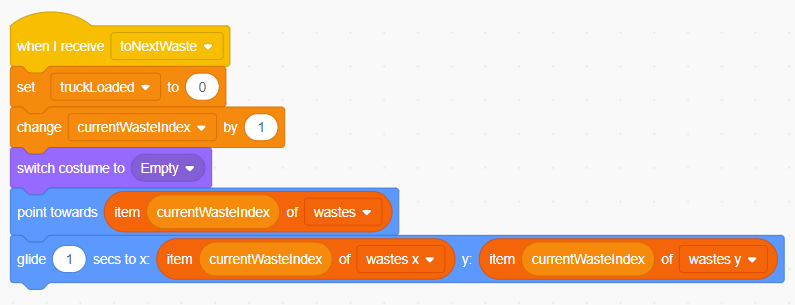 when I receive toNextWaste
set truckLoaded to 0
change currentWasteIndex by 1
switch costume to Empty
point towards item currentWasteIndex of wastes
glide 1 secs to x: item currentWasteIndex of wastes x y: item currentWasteIndex of wastes y